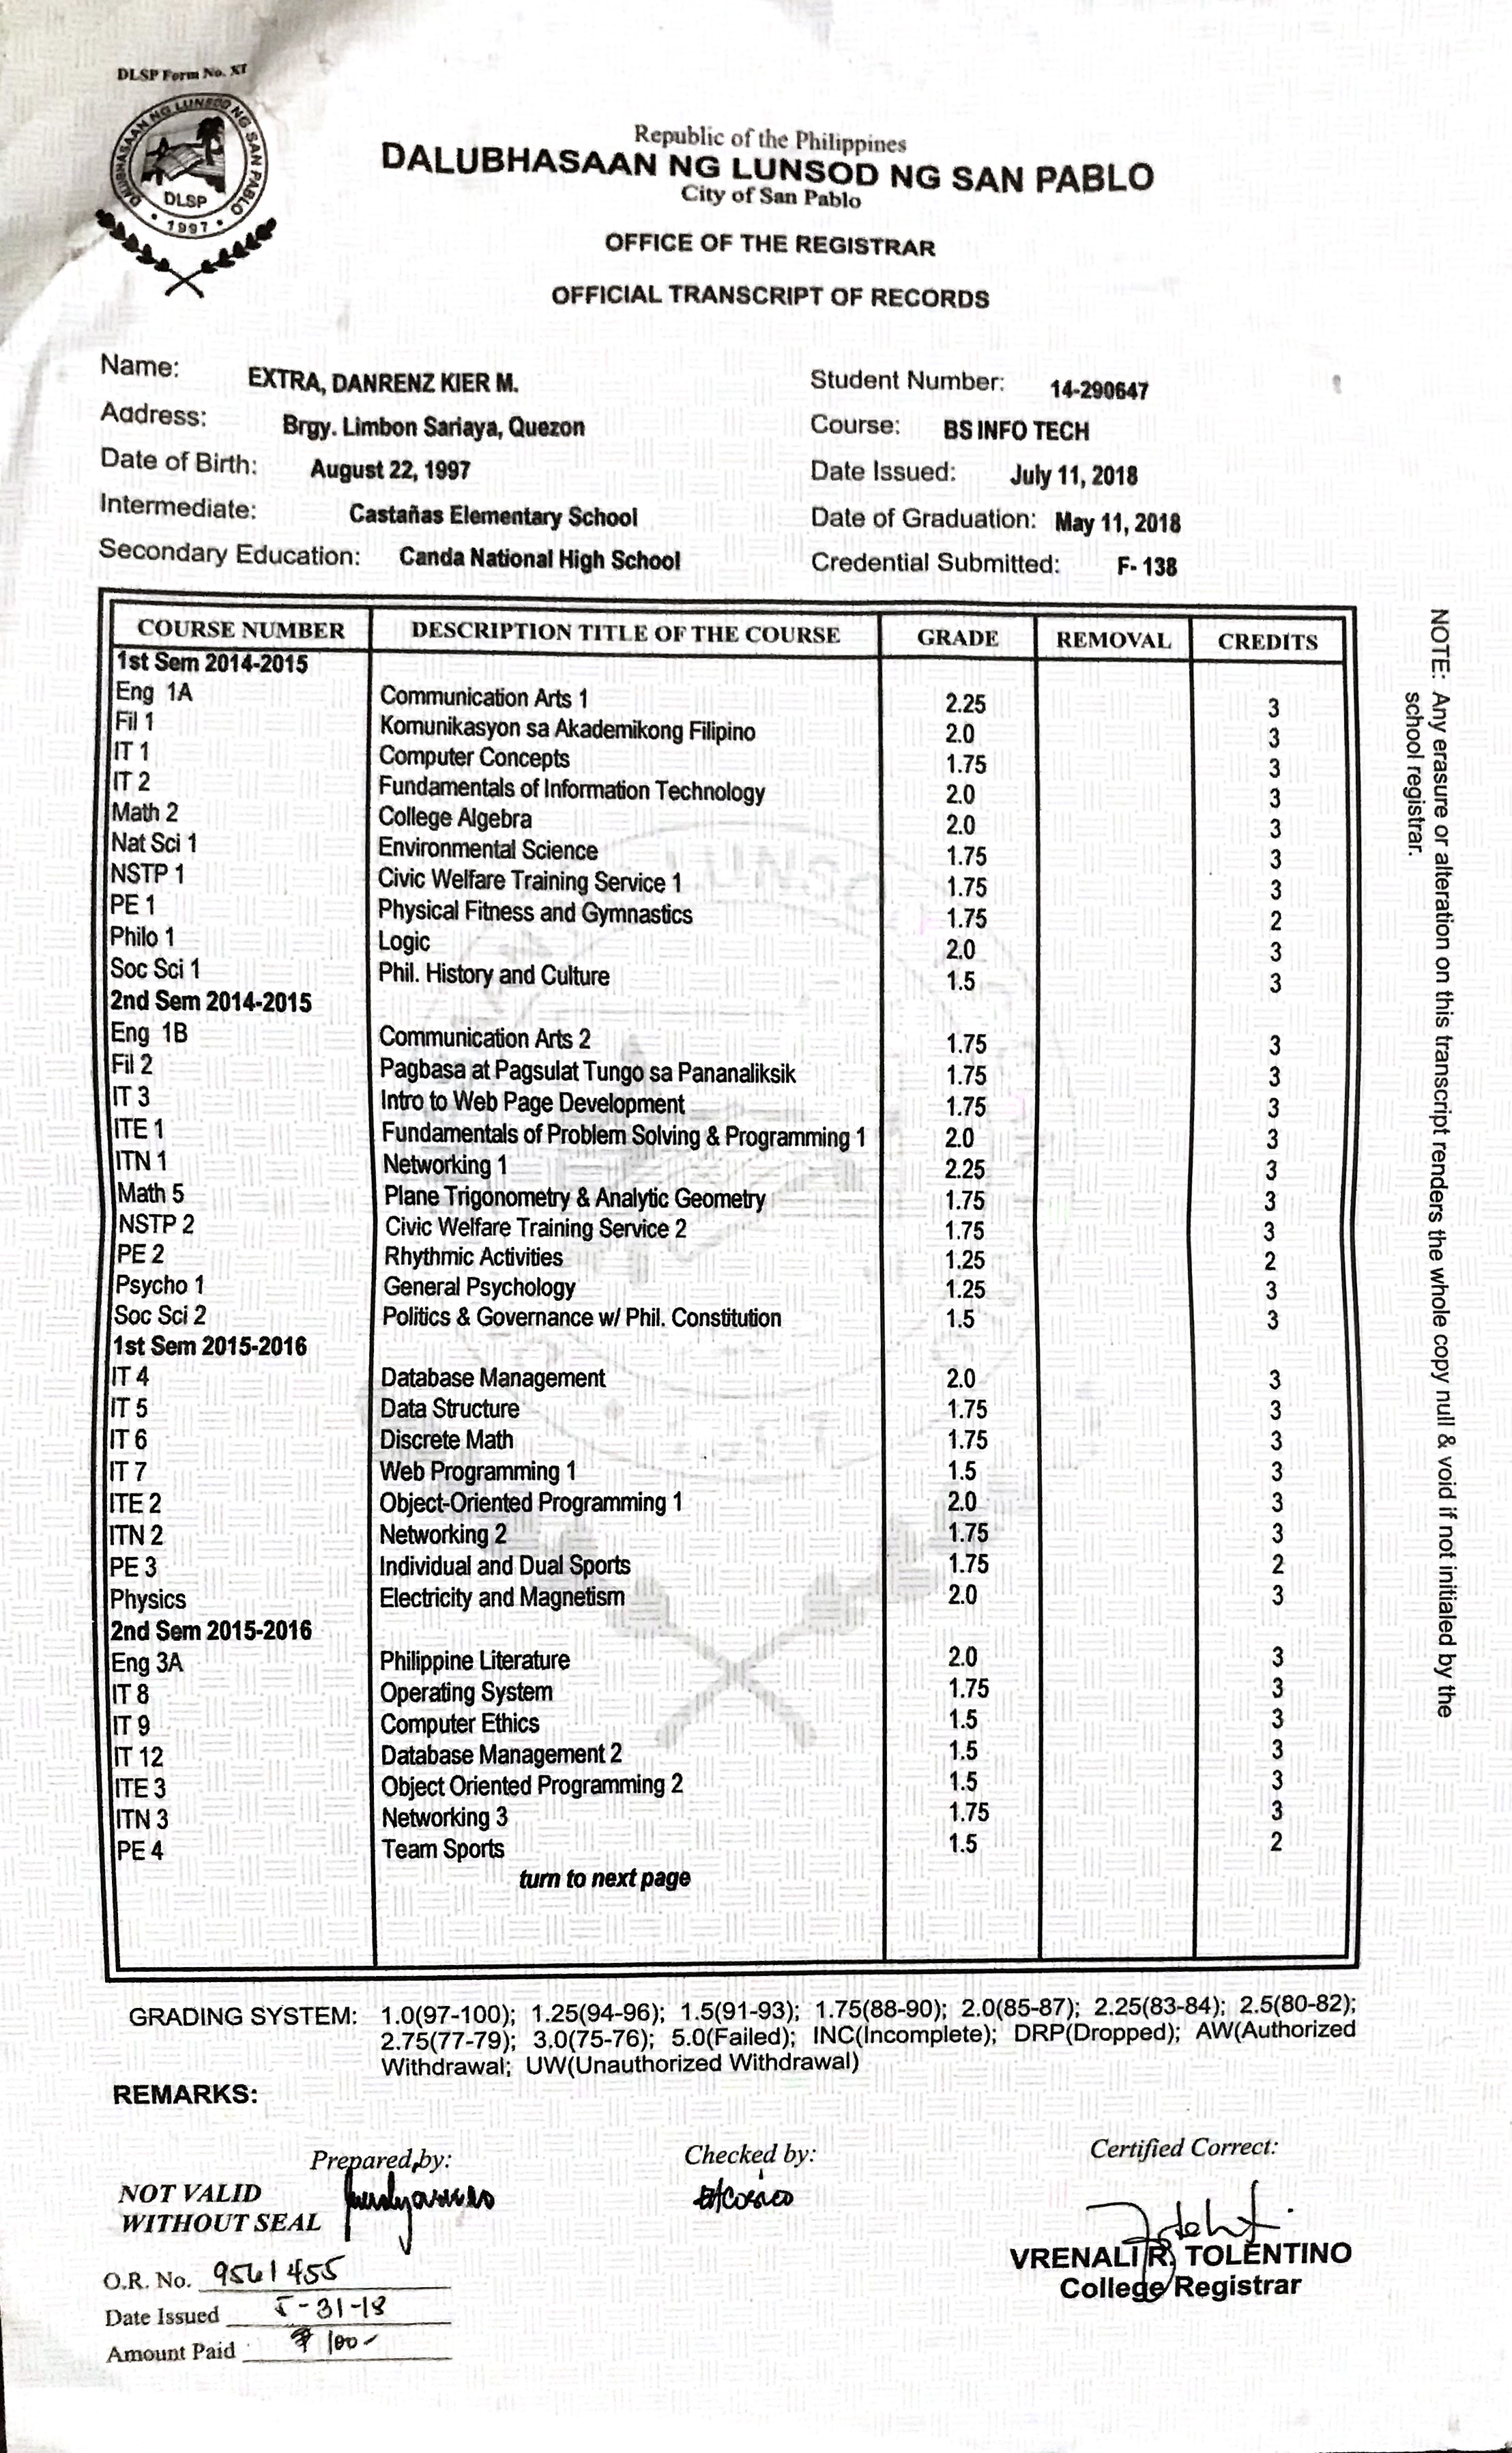 DLSP Form No. XI
DALUBHASAAN NG LUNSOD NG SAN PABLO
DLSP
• 1997 •
Republic of the Philippines
DALUBHASAAN NG LUNSOD NG SAN PABLO
City of San Pablo
OFFICE OF THE REGISTRAR
OFFICIAL TRANSCRIPT OF RECORDS
Name: EXTRA, DANRENZ KIER M. Student Number: 14-290647
Address: Brgy. Limbon Sariaya, Quezon Course: BS INFO TECH
Date of Birth: August 22, 1997 Date Issued: July 11, 2018
Intermediate: Castañas Elementary School Date of Graduation: May 11, 2018
Secondary Education: Canda National High School Credential Submitted: F- 138
COURSE NUMBER DESCRIPTION TITLE OF THE COURSE GRADE REMOVAL CREDITS
1st Sem 2014-2015
Eng 1A Communication Arts 1 2.25 3
Fil 1 Komunikasyon sa Akademikong Filipino 2.0 3
IT 1 Computer Concepts 1.75 3
IT 2 Fundamentals of Information Technology 2.0 3
Math 2 College Algebra 2.0 3
Nat Sci 1 Environmental Science 1.75 3
NSTP 1 Civic Welfare Training Service 1 1.75 3
PE 1 Physical Fitness and Gymnastics 1.75 2
Philo 1 Logic 2.0 3
Soc Sci 1 Phil. History and Culture 1.5 3
2nd Sem 2014-2015
Eng 1B Communication Arts 2 1.75 3
Fil 2 Pagbasa at Pagsulat Tungo sa Pananaliksik 1.75 3
IT 3 Intro to Web Page Development 1.75 3
ITE 1 Fundamentals of Problem Solving & Programming 1 2.0 3
ITN 1 Networking 1 2.25 3
Math 5 Plane Trigonometry & Analytic Geometry 1.75 3
NSTP 2 Civic Welfare Training Service 2 1.75 3
PE 2 Rhythmic Activities 1.25 2
Psycho 1 General Psychology 1.25 3
Soc Sci 2 Politics & Governance w/ Phil. Constitution 1.5 3
1st Sem 2015-2016
IT 4 Database Management 2.0 3
IT 5 Data Structure 1.75 3
IT 6 Discrete Math 1.75 3
IT 7 Web Programming 1 1.5 3
ITE 2 Object-Oriented Programming 1 2.0 3
ITN 2 Networking 2 1.75 3
PE 3 Individual and Dual Sports 1.75 2
Physics Electricity and Magnetism 2.0 3
2nd Sem 2015-2016
Eng 3A Philippine Literature 2.0 3
IT 8 Operating System 1.75 3
IT 9 Computer Ethics 1.5 3
IT 12 Database Management 2 1.5 3
ITE 3 Object Oriented Programming 2 1.5 3
ITN 3 Networking 3 1.75 3
PE 4 Team Sports 1.5 2
turn to next page
NOTE: Any erasure or alteration on this transcript renders the whole copy null & void if not initialed by the
school registrar.
GRADING SYSTEM: 1.0(97-100); 1.25(94-96); 1.5(91-93); 1.75(88-90); 2.0(85-87); 2.25(83-84); 2.5(80-82);
2.75(77-79); 3.0(75-76); 5.0(Failed); INC(Incomplete); DRP(Dropped); AW(Authorized
Withdrawal; UW(Unauthorized Withdrawal)
REMARKS:
Prepared by: Checked by: Certified Correct:
NOT VALID
WITHOUT SEAL
VRENALI R. TOLENTINO
College Registrar
O.R. No. 9561455
Date Issued 5-31-18
Amount Paid ₱ 100-